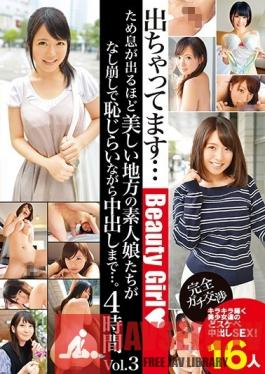 出ちゃってます…
Beauty Girl♥
ため息が出るほど美しい地方の素人娘たちが
なし崩しで、恥じらいながら中出しまで…。4時間
Vol.3
完全
ガチ交渉
キラキラ輝く
美少女達の
どスケベ
中出しSEX!
16人